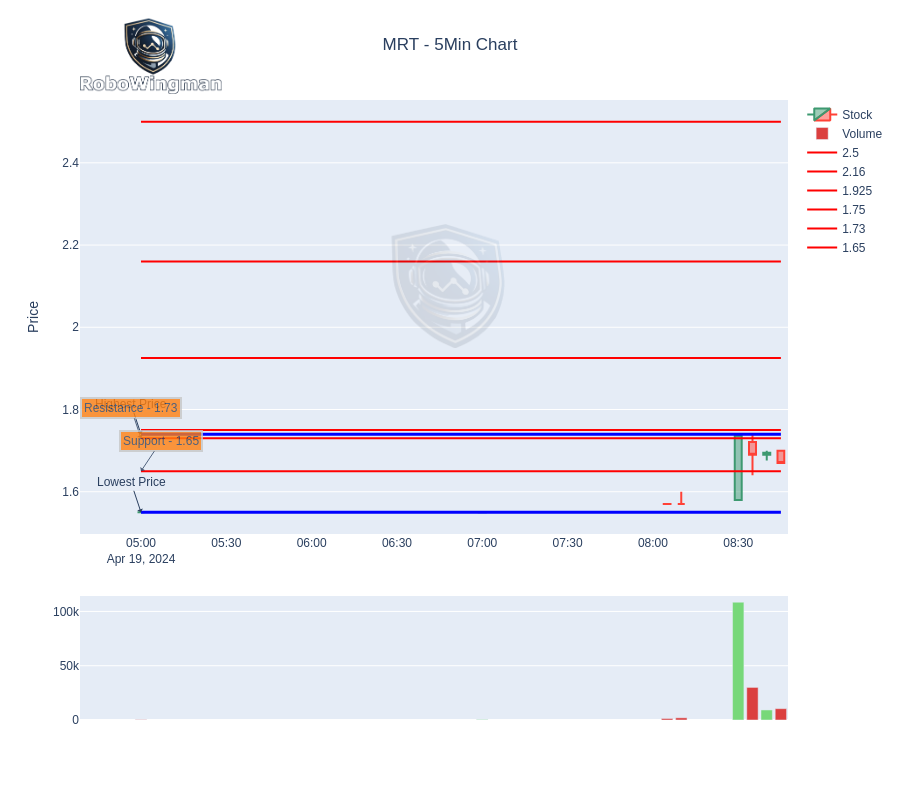 RoboWingman
MRT - 5Min Chart
Stock
Volume
2.5
2.16
1.925
1.75
1.73
1.65
Price
2.4
2.2
2
1.8
1.6
Highest Price
Resistance - 1.73
Support - 1.65
Lowest Price
05:00
05:30
06:00
06:30
07:00
07:30
08:00
08:30
Apr 19, 2024
100k
50k
0